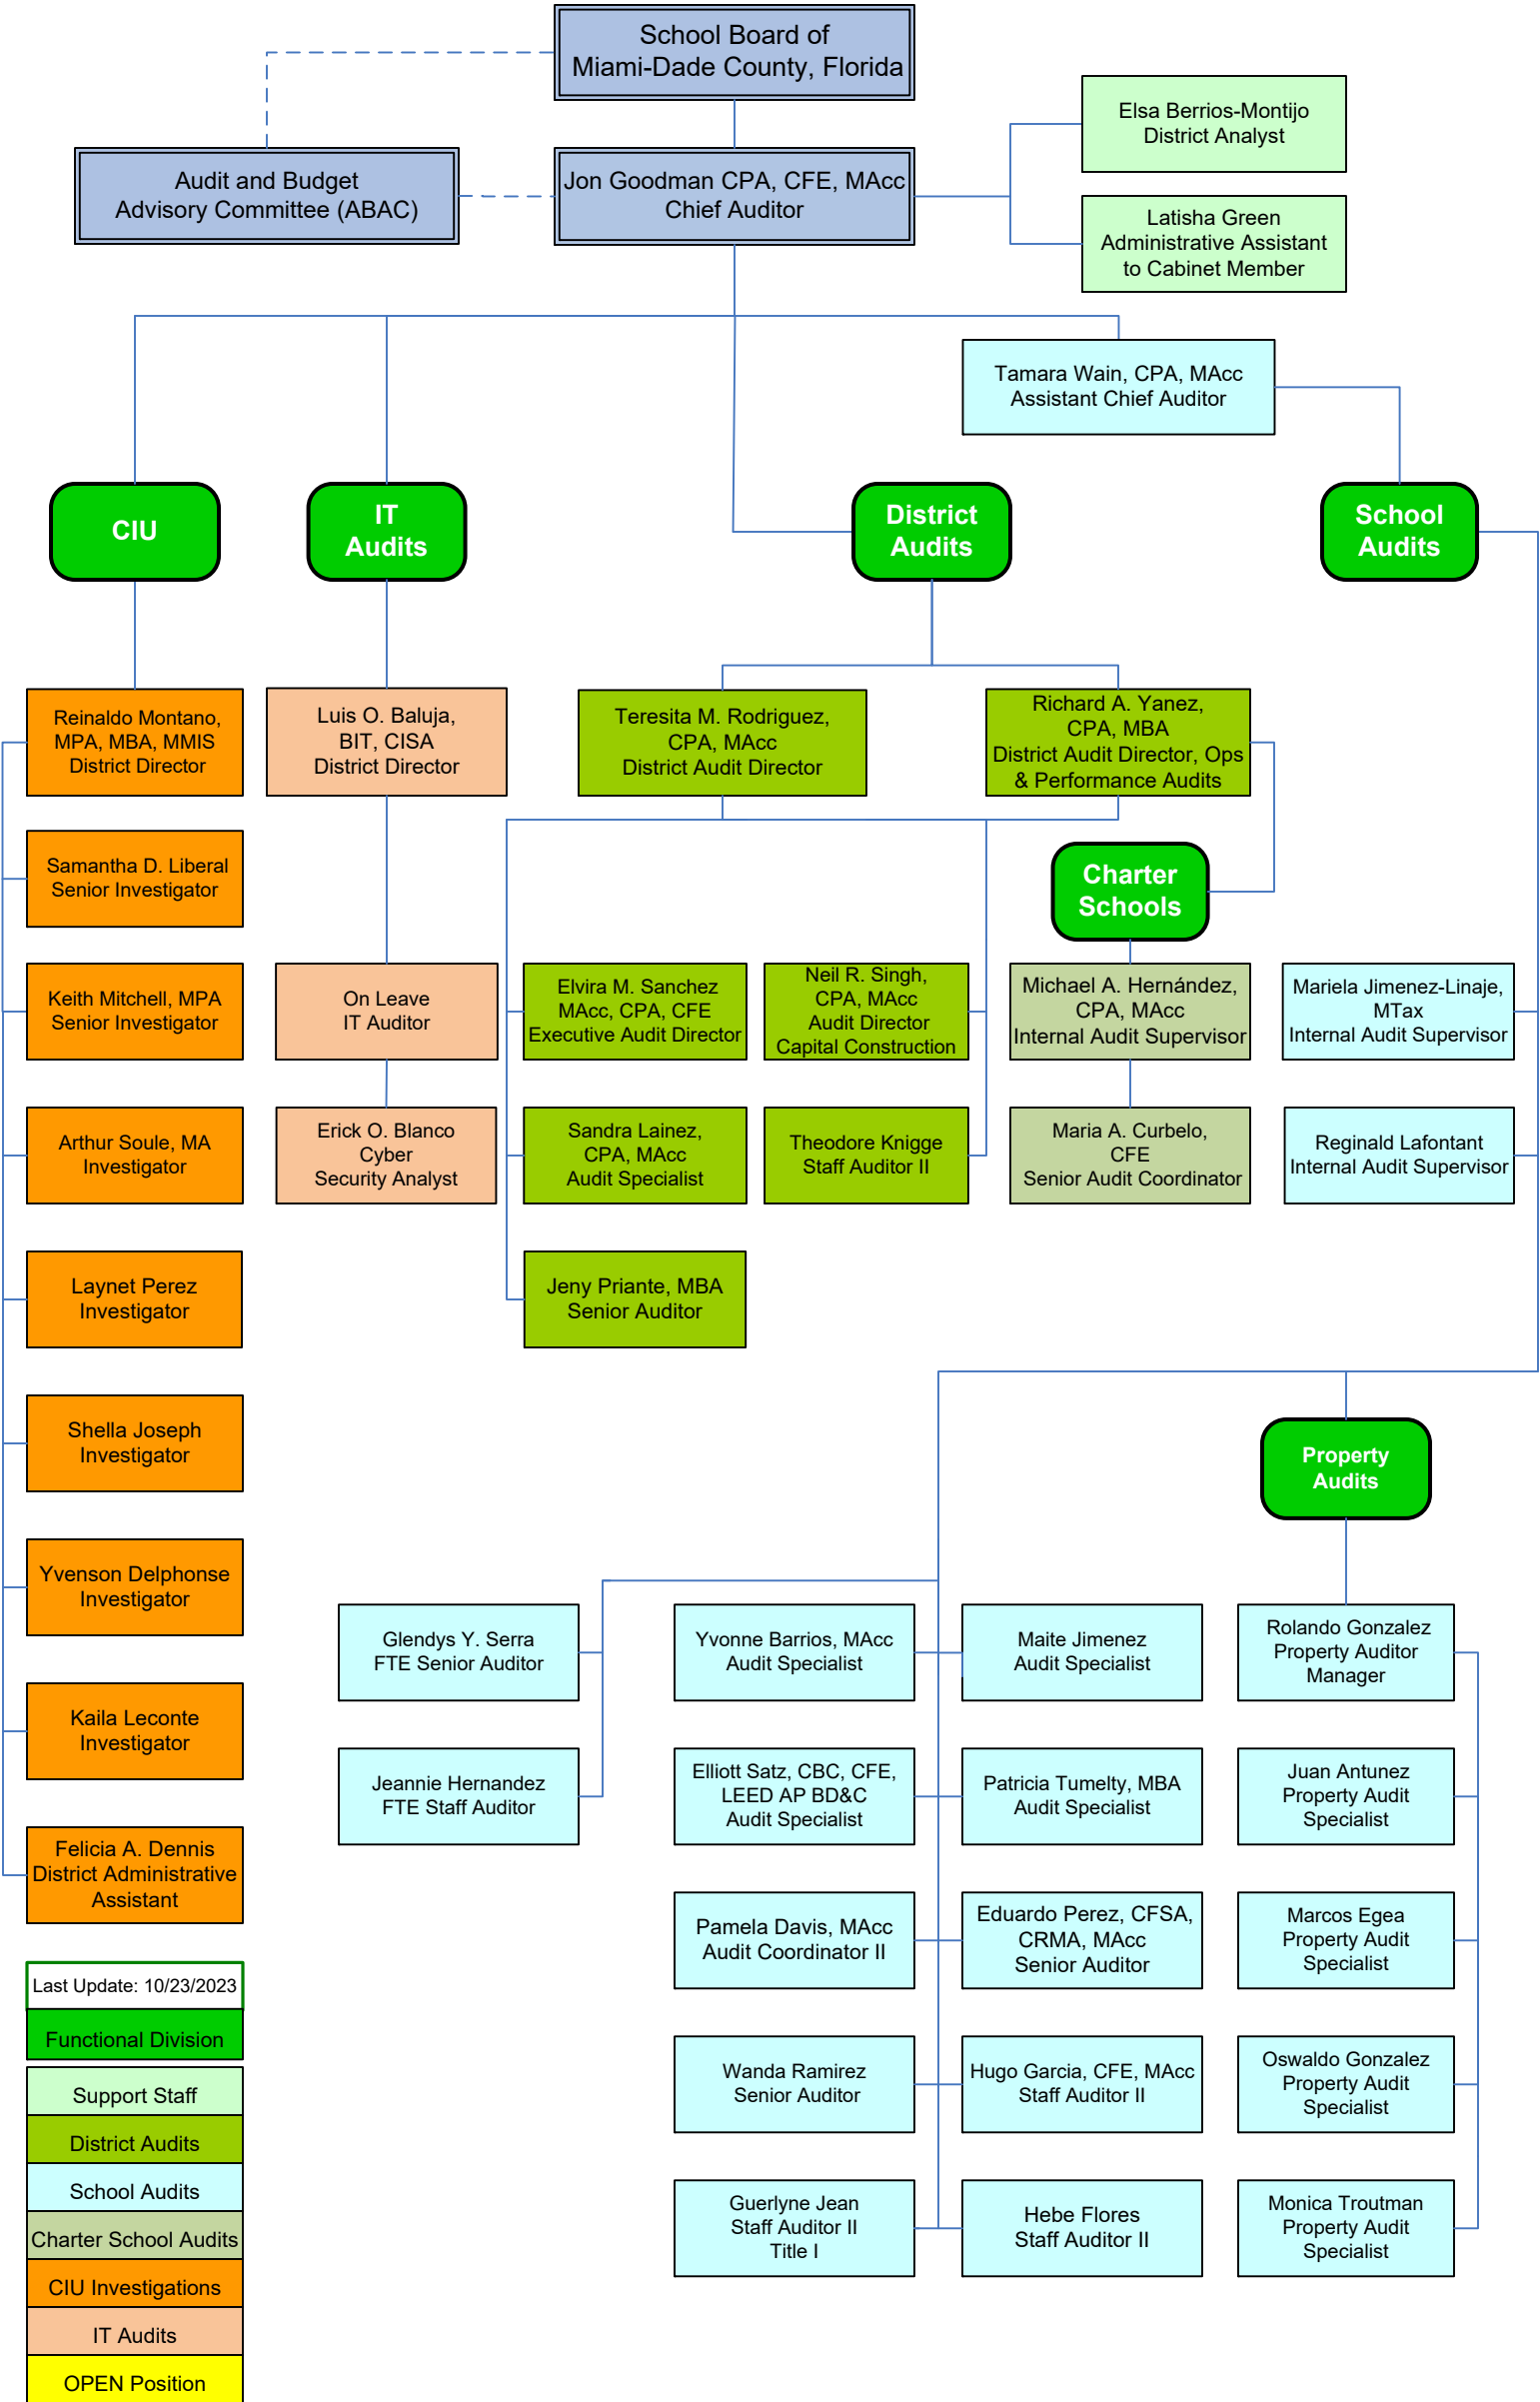 School Board of
Miami-Dade County, Florida
Elsa Berrios-Montijo
District Analyst
Audit and Budget
Advisory Committee (ABAC)
Jon Goodman CPA, CFE, MAcc
Chief Auditor
Latisha Green
Administrative Assistant
to Cabinet Member
Tamara Wain, CPA, MAcc
Assistant Chief Auditor
CIU
IT
Audits
District
Audits
School
Audits
Reinaldo Montano,
MPA, MBA, MMIS
District Director
Luis O. Baluja,
BIT, CISA
District Director
Teresita M. Rodriguez,
CPA, MAcc
District Audit Director
Richard A. Yanez,
CPA, MBA
District Audit Director, Ops
& Performance Audits
Samantha D. Liberal
Senior Investigator
Charter
Schools
Keith Mitchell, MPA
Senior Investigator
On Leave
IT Auditor
Elvira M. Sanchez
MAcc, CPA, CFE
Executive Audit Director
Neil R. Singh,
CPA, MAcc
Audit Director
Capital Construction
Michael A. Hernández,
CPA, MAcc
Internal Audit Supervisor
Mariela Jimenez-Linaje,
MTax
Internal Audit Supervisor
Arthur Soule, MA
Investigator
Erick O. Blanco
Cyber
Security Analyst
Sandra Lainez,
CPA, MAcc
Audit Specialist
Theodore Knigge
Staff Auditor II
Maria A. Curbelo,
CFE
Senior Audit Coordinator
Reginald Lafontant
Internal Audit Supervisor
Laynet Perez
Investigator
Jeny Priante, MBA
Senior Auditor
Shella Joseph
Investigator
Property
Audits
Yvenson Delphonse
Investigator
Glendys Y. Serra
FTE Senior Auditor
Yvonne Barrios, MAcc
Audit Specialist
Maite Jimenez
Audit Specialist
Rolando Gonzalez
Property Auditor
Manager
Kaila Leconte
Investigator
Jeannie Hernandez
FTE Staff Auditor
Elliott Satz, CBC, CFE,
LEED AP BD&C
Audit Specialist
Patricia Tumelty, MBA
Audit Specialist
Juan Antunez
Property Audit
Specialist
Felicia A. Dennis
District Administrative
Assistant
Pamela Davis, MAcc
Audit Coordinator II
Eduardo Perez, CFSA,
CRMA, MAcc
Senior Auditor
Marcos Egea
Property Audit
Specialist
Wanda Ramirez
Senior Auditor
Hugo Garcia, CFE, MAcc
Staff Auditor II
Oswaldo Gonzalez
Property Audit
Specialist
Guerlyne Jean
Staff Auditor II
Title I
Hebe Flores
Staff Auditor II
Monica Troutman
Property Audit
Specialist
Last Update: 10/23/2023
Functional Division
Support Staff
District Audits
School Audits
Charter School Audits
CIU Investigations
IT Audits
OPEN Position